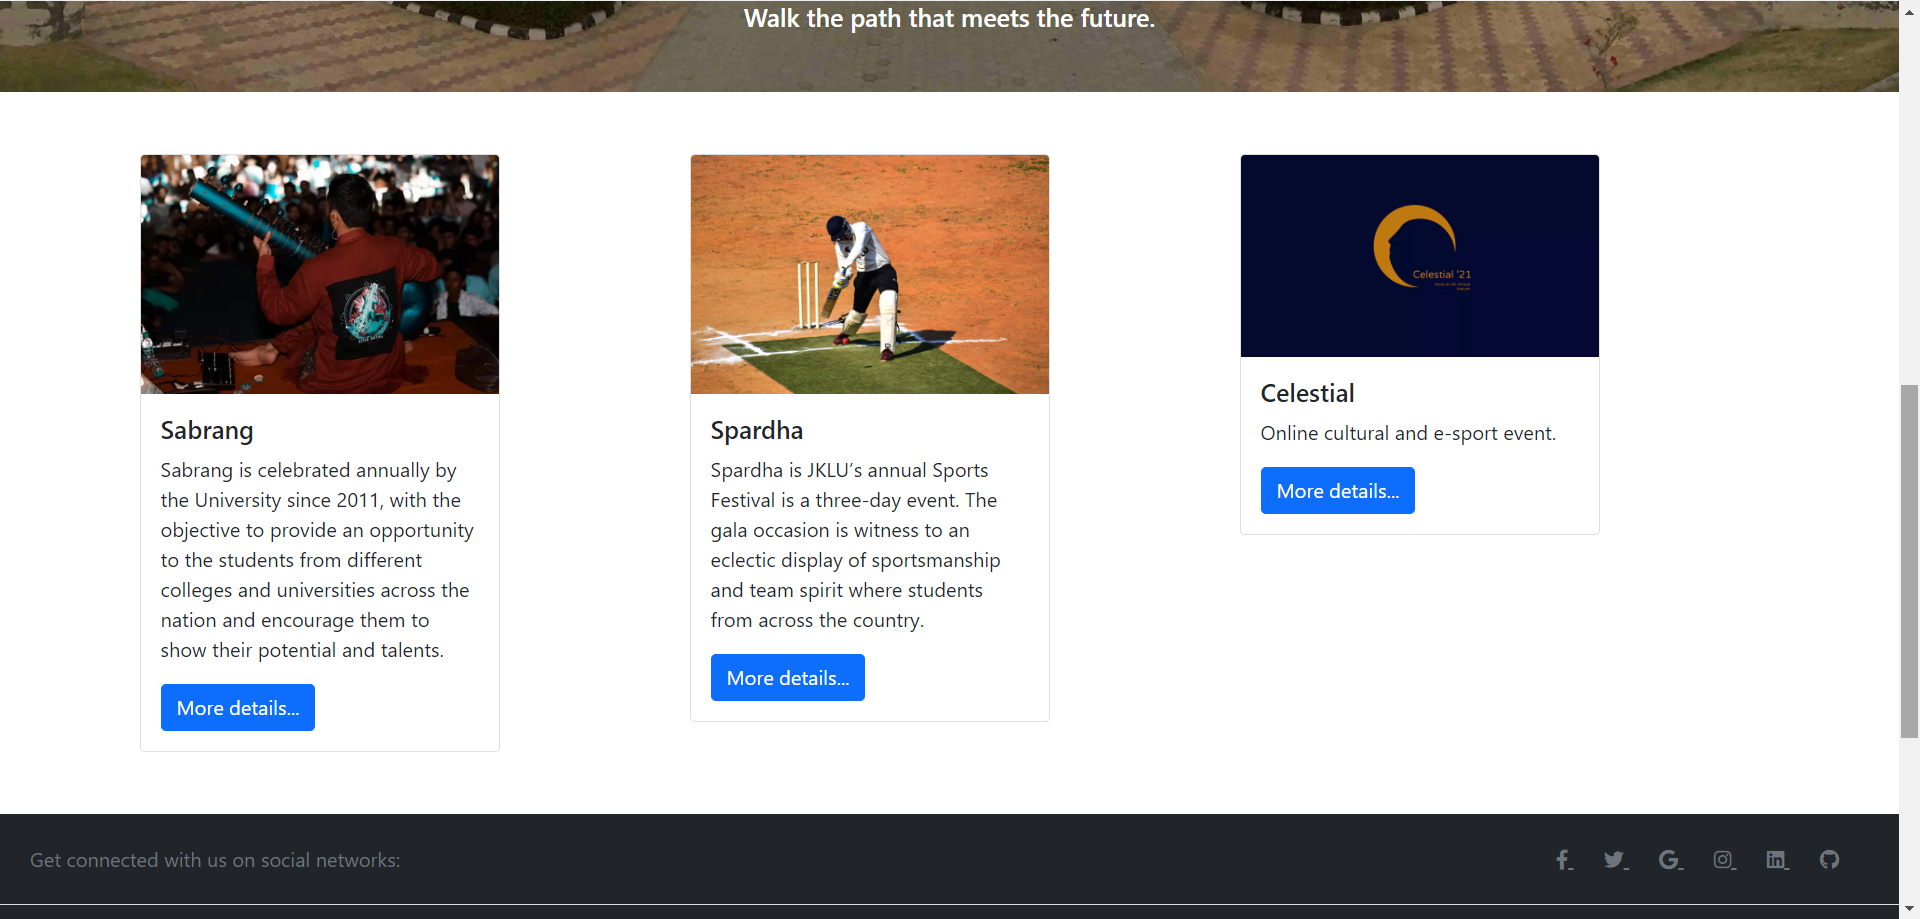 Walk the path that meets the future.
Sabrang
Sabrang is celebrated annually by
the University since 2011, with the
objective to provide an opportunity
to the students from different
colleges and universities across the
nation and encourage them to
show their potential and talents.
More details...
Spardha
Spardha is JKLU’s annual Sports
Festival is a three-day event. The
gala occasion is witness to an
eclectic display of sportsmanship
and team spirit where students
from across the country.
More details...
Celestial '21
Celestial
Online cultural and e-sport event.
More details...
Get connected with us on social networks: